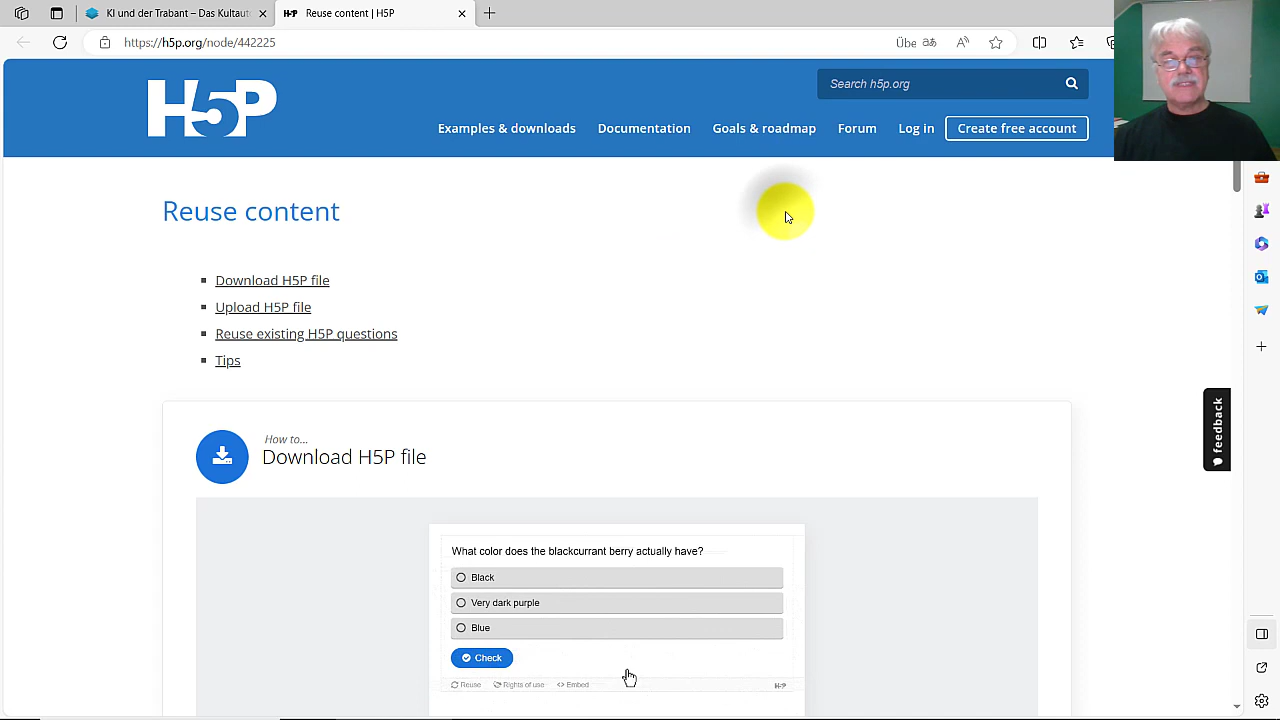 KI und der Trabant – Das Kultaut
H-P Reuse content | H5P
https://h5p.org/node/442225
Übe
H5P
Search h5p.org
Examples & downloads Documentation Goals & roadmap Forum Log in Create free account
Reuse content
Download H5P file
Upload H5P file
Reuse existing H5P questions
Tips
How to...
Download H5P file
What color does the blackcurrant berry actually have?
Black
Very dark purple
Blue
Check
Reuse Rights of use <> Embed H-P
feedback